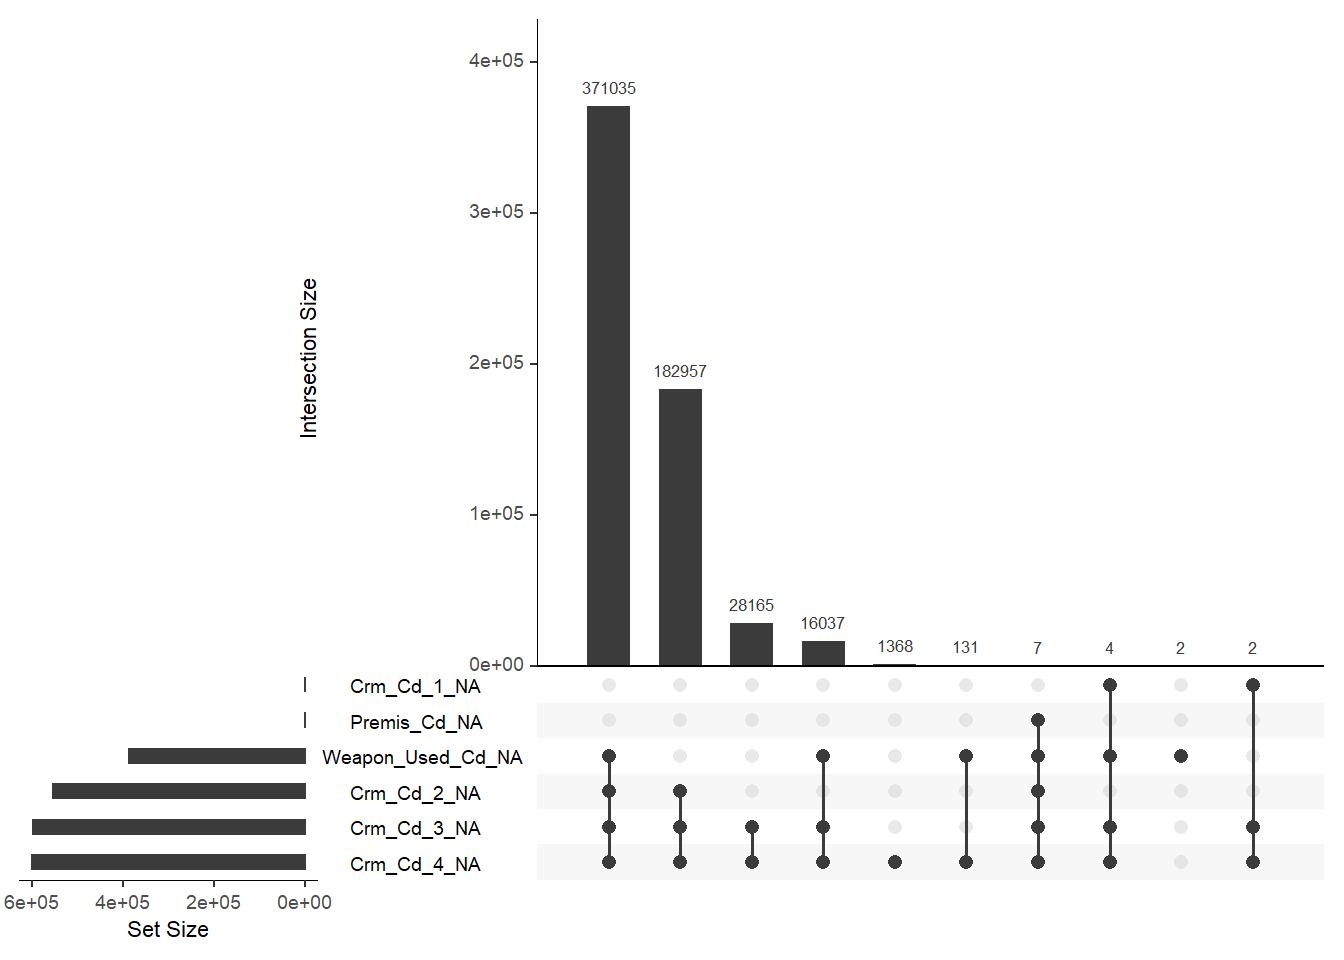 4e+05
371035
3e+05
Intersection Size
2e+05
182957
1e+05
28165
16037
1368
131
7
4
2
2
0e+00
Crm_Cd_1_NA
Premis_Cd_NA
Weapon_Used_Cd_NA
Crm_Cd_2_NA
Crm_Cd_3_NA
Crm_Cd_4_NA
6e+05 4e+05 2e+05 0e+00
Set Size